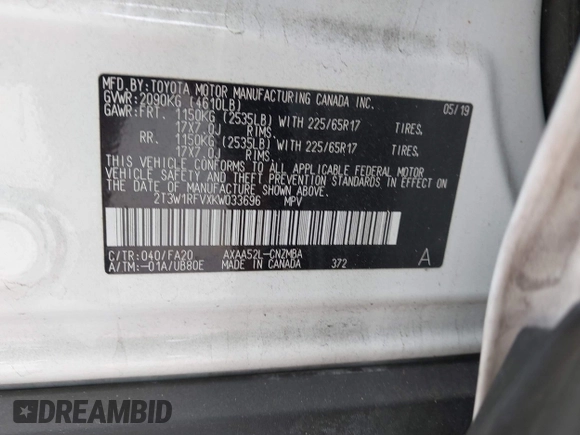 MFD.BY:TOYOTA MOTOR MANUFACTURING CANADA INC.
GVWR:2090KG (4610LB) 05/19
GAWR:FRT. 1150KG (2535LB) WITH 225/65R17 TIRES.
17X7.0J RIMS.
RR. 1150KG (2535LB) WITH 225/65R17 TIRES.
17X7.0J RIMS.
THIS VEHICLE CONFORMS TO ALL APPLICABLE FEDERAL MOTOR
VEHICLE SAFETY AND THEFT PREVENTION STANDARDS IN EFFECT
ON THE DATE OF MANUFACTURE SHOWN ABOVE.
2T3W1RFVXKW033696 MPV
C/TR:040/FA20 AXAA52L-CNZMBA A
A/TM:-01A/UB80E MADE IN CANADA 372
DREAMBID